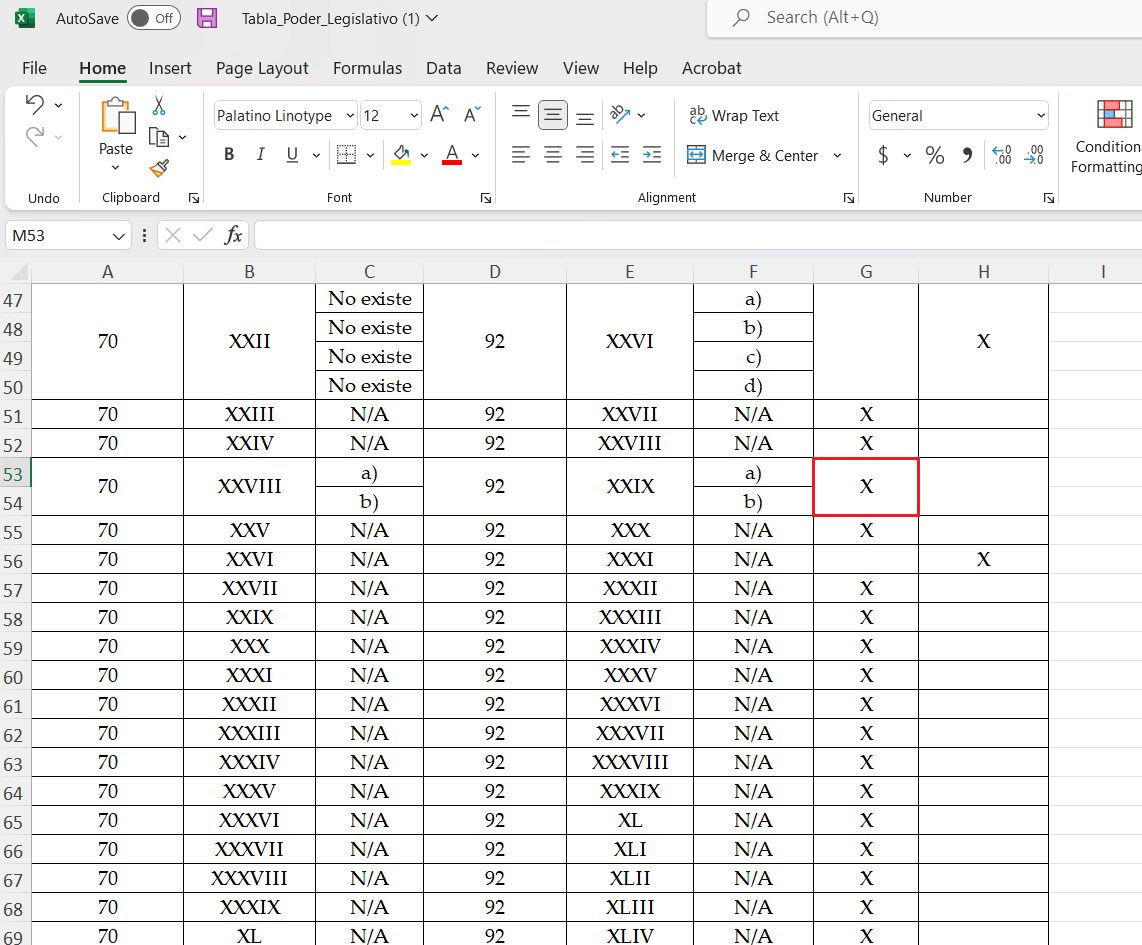 AutoSave Off Tabla_Poder_Legislativo (1) Search (Alt+Q)
File Home Insert Page Layout Formulas Data Review View Help Acrobat
Paste
Palatino Linotype 12 A A
B I U A
ab Wrap Text
Merge & Center
General
$ % 9 .00 .00
Condition
Formatting
Undo Clipboard Font Alignment Number
M53 fx
A B C D E F G H I
47 No existe a)
48 70 XXII No existe 92 XXVI b) X
49 No existe c)
50 No existe d)
51 70 XXIII N/A 92 XXVII N/A X
52 70 XXIV N/A 92 XXVIII N/A X
53 70 XXVIII a) 92 XXIX a) X
54 b) b)
55 70 XXV N/A 92 XXX N/A X
56 70 XXVI N/A 92 XXXI N/A X
57 70 XXVII N/A 92 XXXII N/A X
58 70 XXIX N/A 92 XXXIII N/A X
59 70 XXX N/A 92 XXXIV N/A X
60 70 XXXI N/A 92 XXXV N/A X
61 70 XXXII N/A 92 XXXVI N/A X
62 70 XXXIII N/A 92 XXXVII N/A X
63 70 XXXIV N/A 92 XXXVIII N/A X
64 70 XXXV N/A 92 XXXIX N/A X
65 70 XXXVI N/A 92 XL N/A X
66 70 XXXVII N/A 92 XLI N/A X
67 70 XXXVIII N/A 92 XLII N/A X
68 70 XXXIX N/A 92 XLIII N/A X
69 70 XL N/A 92 XLIV N/A X